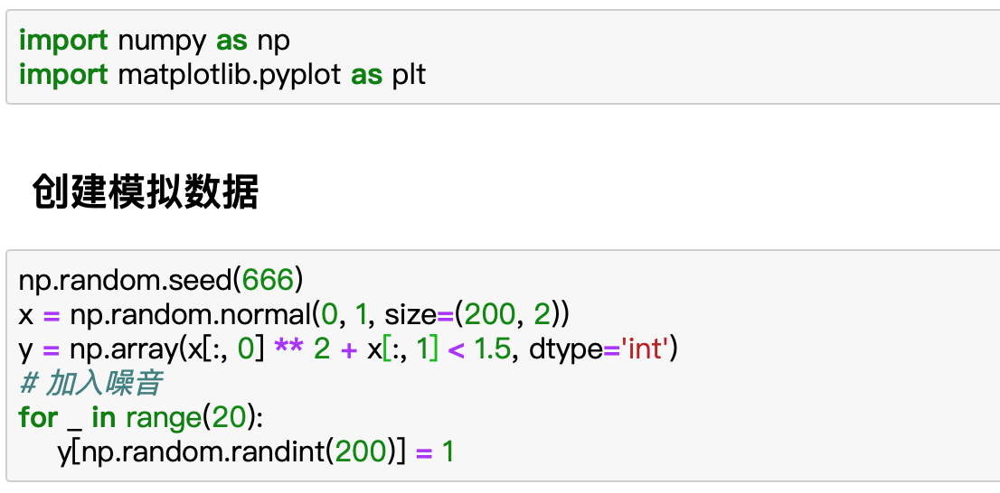 import numpy as np
import matplotlib.pyplot as plt
创建模拟数据
np.random.seed(666)
x = np.random.normal(0, 1, size=(200, 2))
y = np.array(x[:, 0] ** 2 + x[:, 1] < 1.5, dtype='int')
# 加入噪音
for _ in range(20):
    y[np.random.randint(200)] = 1